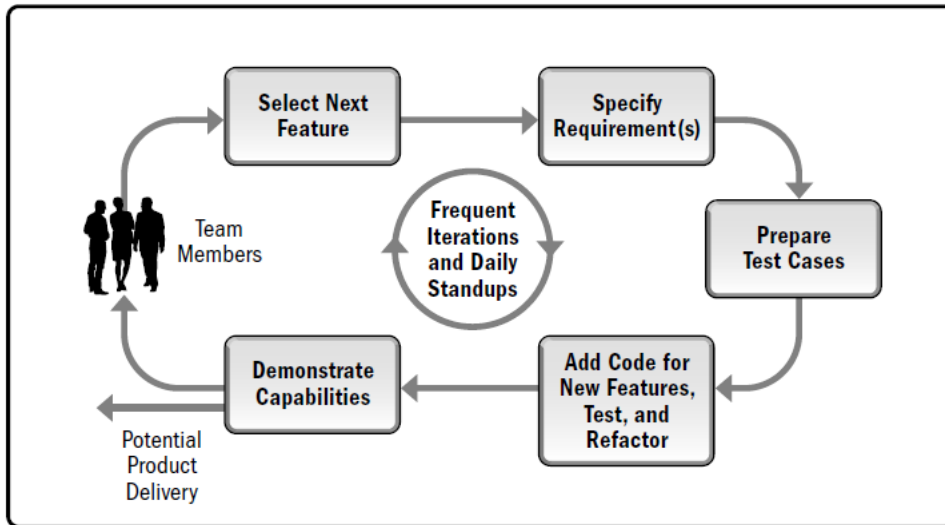 Select Next
Feature
Specify
Requirement(s)
Team
Members
Frequent
Iterations
and Daily
Standups
Prepare
Test Cases
Demonstrate
Capabilities
Add Code for
New Features,
Test, and
Refactor
Potential
Product
Delivery